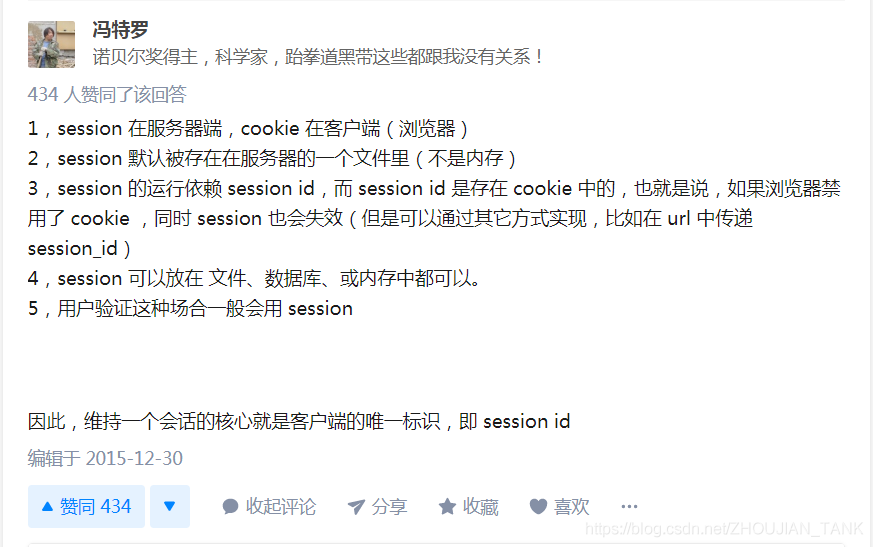 冯特罗
诺贝尔奖得主，科学家，跆拳道黑带这些都跟我没有关系！
434 人赞同了该回答
1，session 在服务器端，cookie 在客户端（浏览器）
2，session 默认被存在在服务器的一个文件里（不是内存）
3，session 的运行依赖 session id，而 session id 是存在 cookie 中的，也就是说，如果浏览器禁
用了 cookie ，同时 session 也会失效（但是可以通过其它方式实现，比如在 url 中传递
session_id）
4，session 可以放在 文件、数据库、或内存中都可以。
5，用户验证这种场合一般会用 session
因此，维持一个会话的核心就是客户端的唯一标识，即 session id
编辑于 2015-12-30
赞同 434 收起评论 分享 收藏 喜欢 ···
https://blog.csdn.net/ZHOUJIAN_TANK